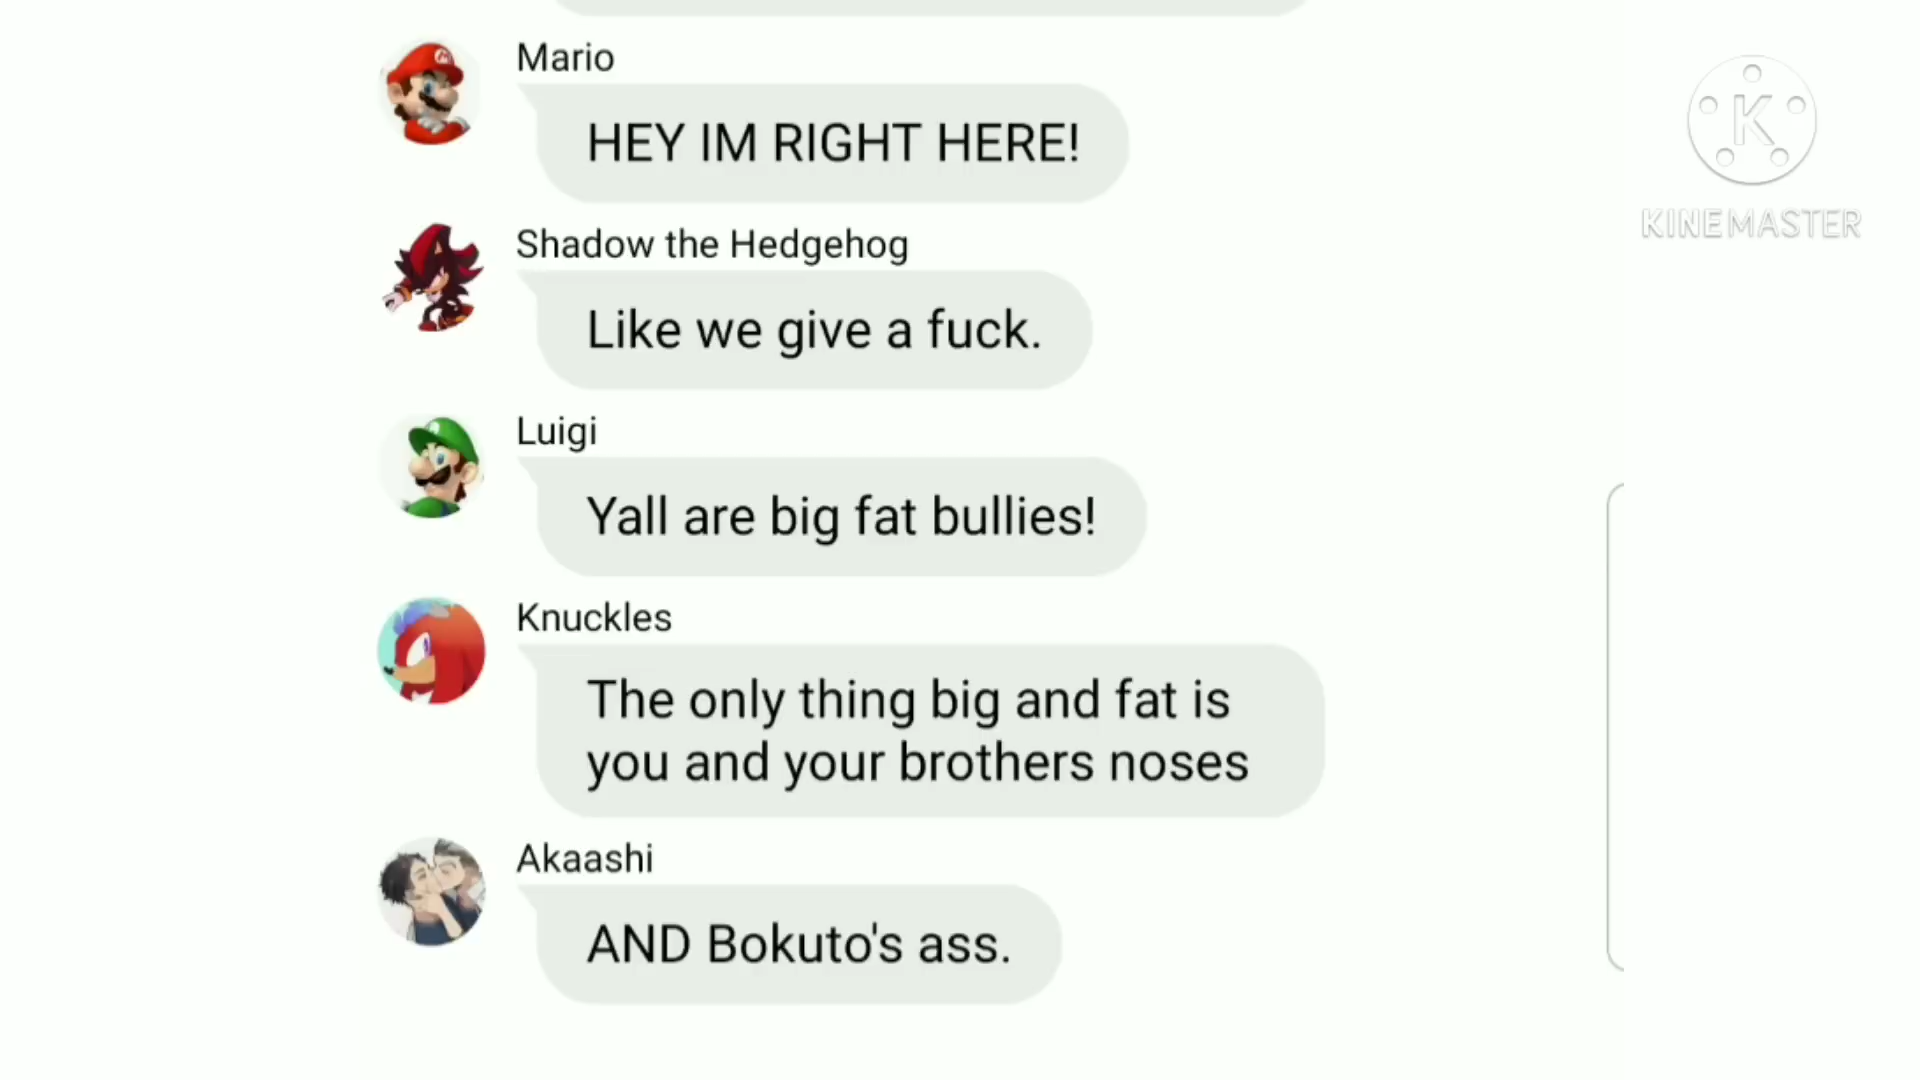 Mario
HEY IM RIGHT HERE!
Shadow the Hedgehog
Like we give a fuck.
Luigi
Yall are big fat bullies!
Knuckles
The only thing big and fat is
you and your brothers noses
Akaashi
AND Bokuto's ass.
K
KINEMASTER